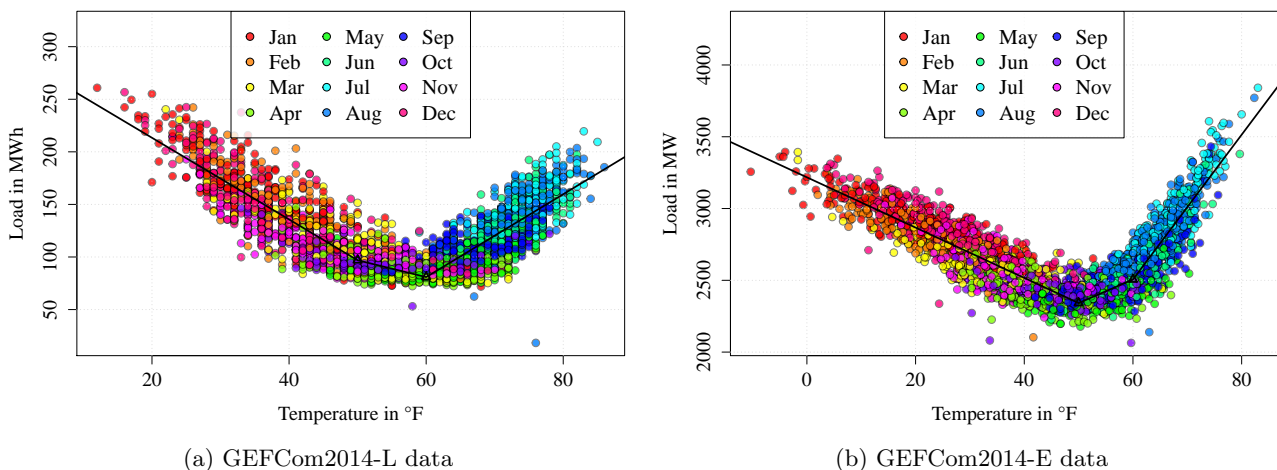 Load in MWh
300
250
200
150
100
50
Jan May Sep
Feb Jun Oct
Mar Jul Nov
Apr Aug Dec
20 40 60 80
Temperature in °F
(a) GEFCom2014-L data
Load in MW
4000
3500
3000
2500
2000
Jan May Sep
Feb Jun Oct
Mar Jul Nov
Apr Aug Dec
0 20 40 60 80
Temperature in °F
(b) GEFCom2014-E data